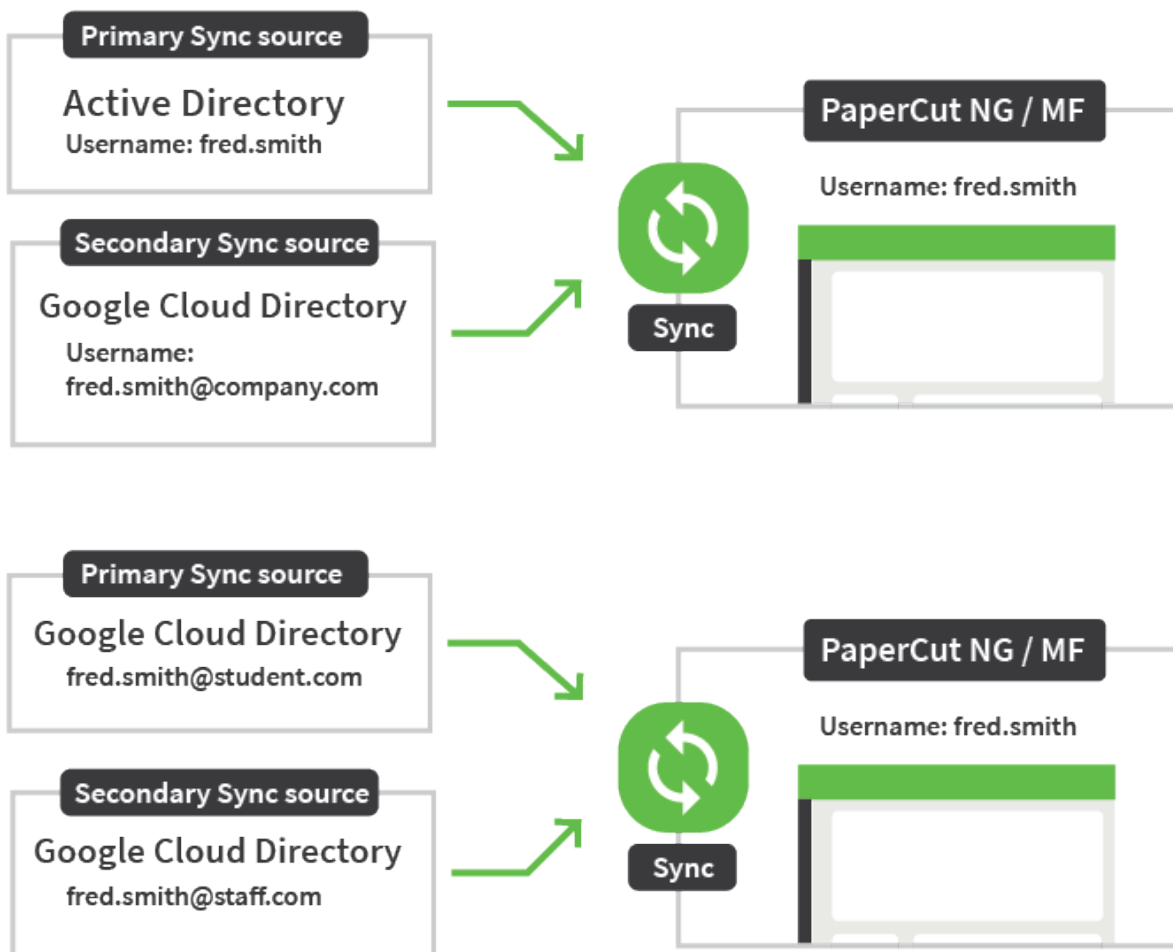 Primary Sync source
Active Directory
Username: fred.smith
Secondary Sync source
Google Cloud Directory
Username:
fred.smith@company.com
Sync
PaperCut NG / MF
Username: fred.smith
Primary Sync source
Google Cloud Directory
fred.smith@student.com
Secondary Sync source
Google Cloud Directory
fred.smith@staff.com
Sync
PaperCut NG / MF
Username: fred.smith